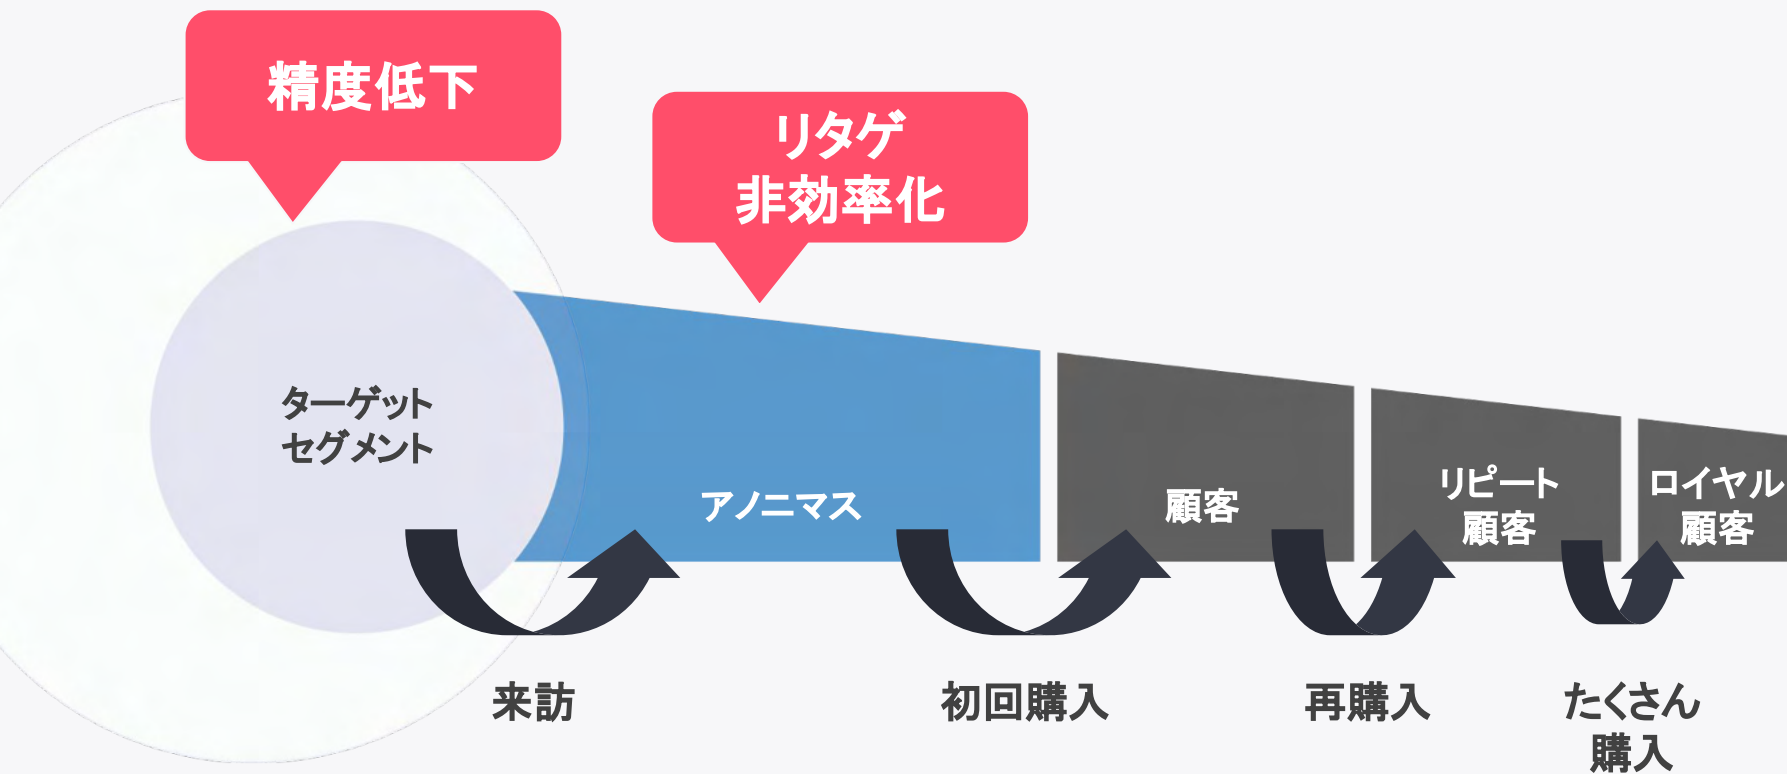 精度低下
リタゲ
非効率化
ターゲット
セグメント
アノニマス
顧客
リピート
顧客
ロイヤル
顧客
来訪
初回購入
再購入
たくさん
購入